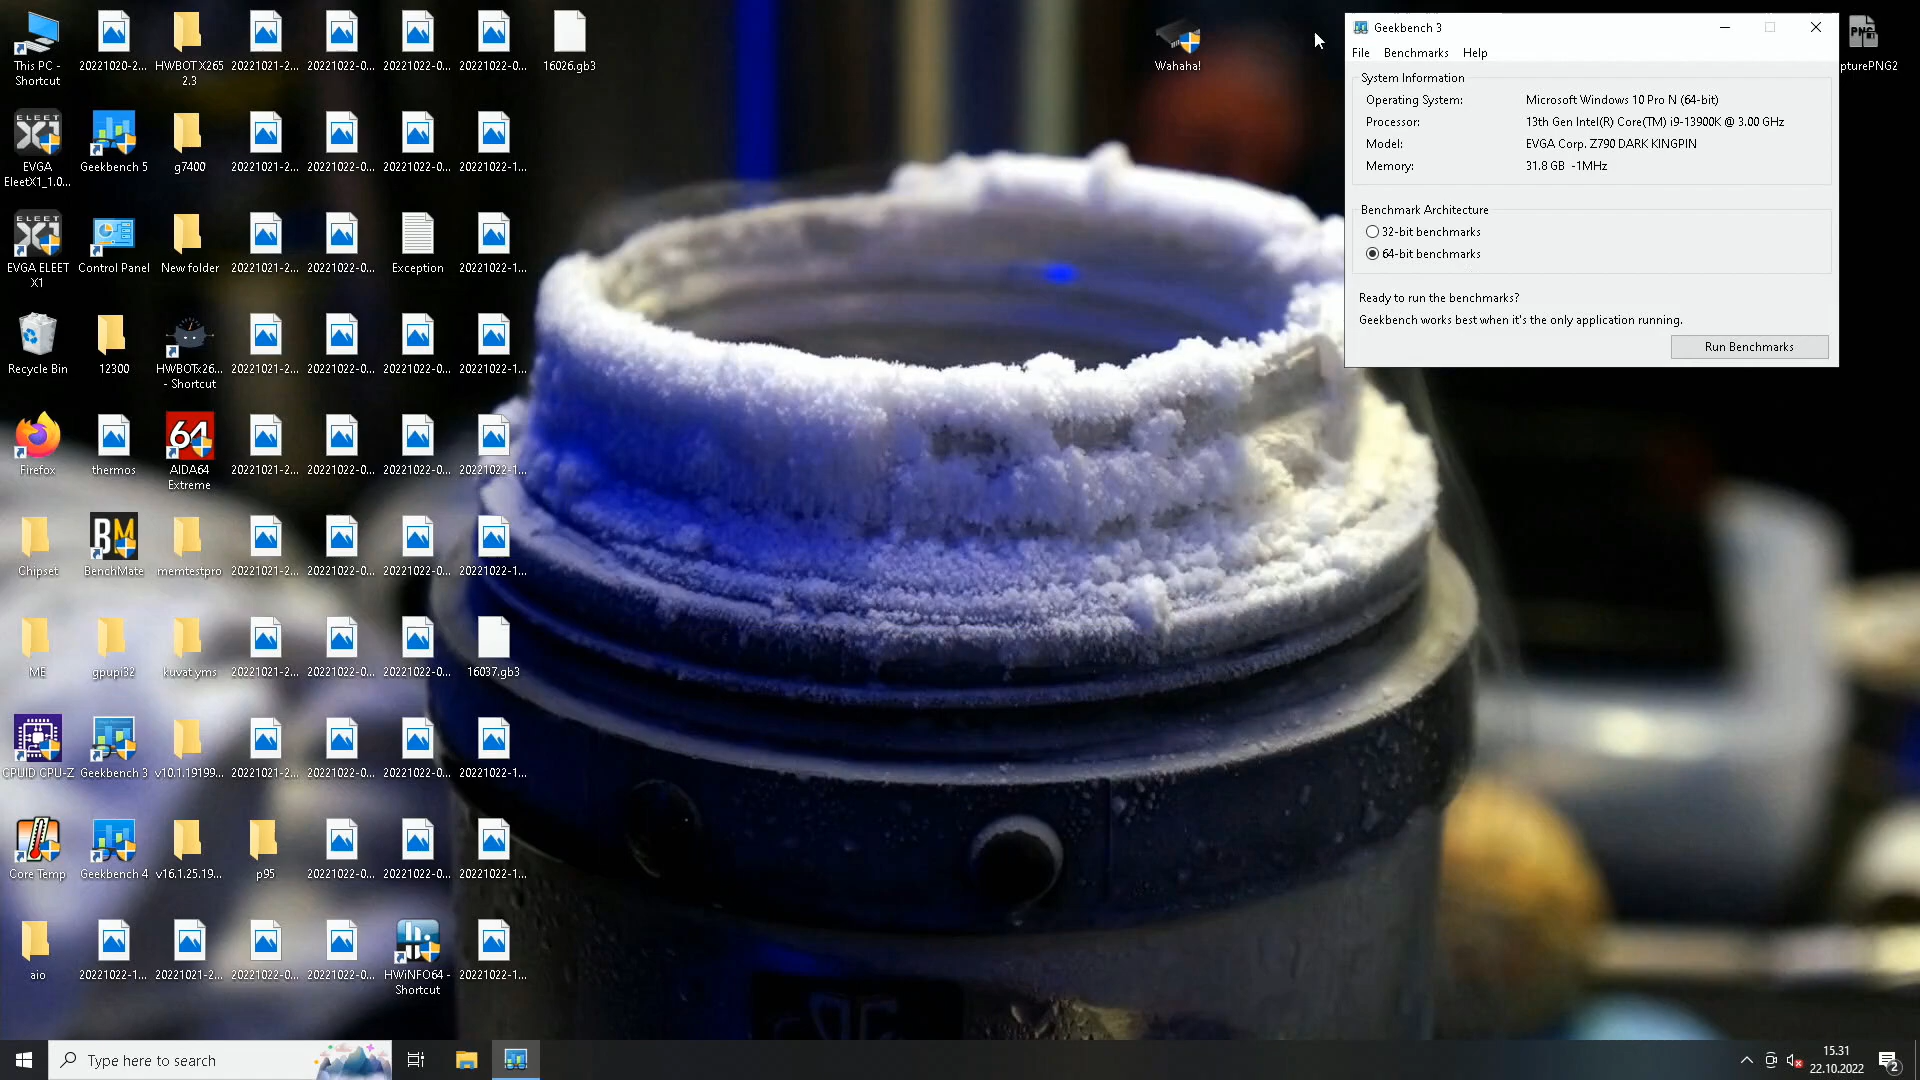 This PC -
Shortcut
20221020-2...
HWBOT X265
2.3
20221021-2...
20221022-0...
20221022-0...
20221022-0...
16026.gb3
Wahaha!
pturePNG2
EVGA
EleetX1_1.0...
Geekbench 5
g7400
20221021-2...
20221022-0...
20221022-0...
20221022-1...
EVGA ELEET
X1
Control Panel
New folder
20221021-2...
20221022-0...
Exception
20221022-1...
Recycle Bin
12300
HWBOTx26...
- Shortcut
20221021-2...
20221022-0...
20221022-0...
20221022-1...
Firefox
thermos
64
AIDA64
Extreme
20221021-2...
20221022-0...
20221022-0...
20221022-1...
Chipset
BM
BenchMate
memtestpro
20221021-2...
20221022-0...
20221022-0...
20221022-1...
ME
gpupi32
kuvat yms
20221021-2...
20221022-0...
20221022-0...
16037.gb3
CPUID CPU-Z
Geekbench 3
v10.1.19199...
20221021-2...
20221022-0...
20221022-0...
20221022-1...
Core Temp
Geekbench 4
v16.1.25.19...
p95
20221022-0...
20221022-0...
20221022-1...
aio
20221022-1...
20221021-2...
20221022-0...
20221022-0...
HWiNFO64 -
Shortcut
20221022-1...
Geekbench 3
File Benchmarks Help
System Information
Operating System: Microsoft Windows 10 Pro N (64-bit)
Processor: 13th Gen Intel(R) Core(TM) i9-13900K @ 3.00 GHz
Model: EVGA Corp. Z790 DARK KINGPIN
Memory: 31.8 GB -1MHz
Benchmark Architecture
32-bit benchmarks
64-bit benchmarks
Ready to run the benchmarks?
Geekbench works best when it's the only application running.
Run Benchmarks
Type here to search
15.31
22.10.2022
2